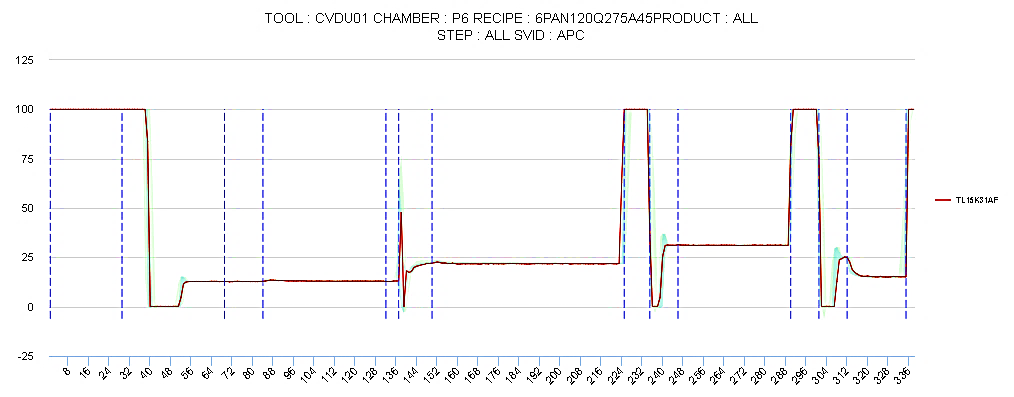 TOOL : CVDU01 CHAMBER : P6 RECIPE : 6PAN120Q275A45PRODUCT : ALL
STEP : ALL SVID : APC
125
100
75
50
25
0
-25
TL15K31AF
8 16 24 32 40 48 56 64 72 80 88 96 104 112 120 128 136 144 152 160 168 176 184 192 200 208 216 224 232 240 248 256 264 272 280 288 296 304 312 320 328 336